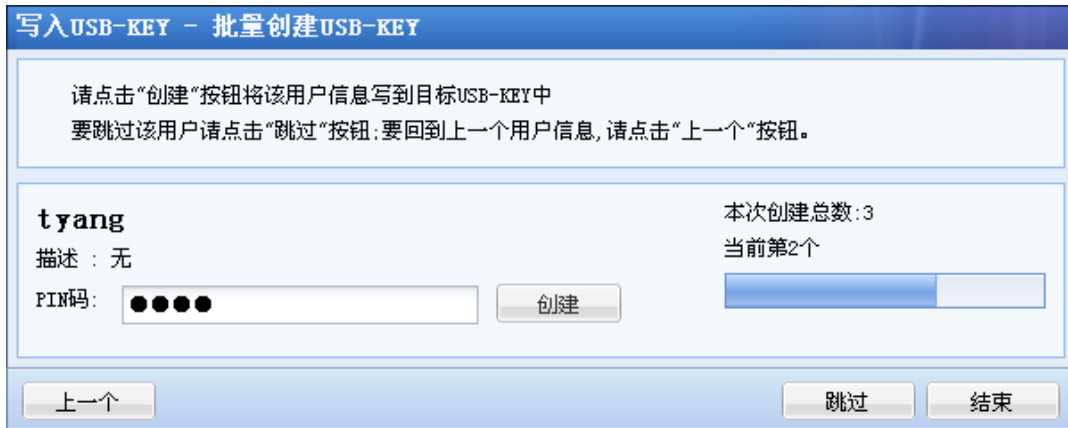 写入USB-KEY - 批量创建USB-KEY
请点击"创建"按钮将该用户信息写到目标USB-KEY中
要跳过该用户请点击"跳过"按钮;要回到上一个用户信息,请点击"上一个"按钮。
tyang
本次创建总数:3
描述 : 无
当前第2个
PIN码: ●●●●
创建
上一个
跳过
结束